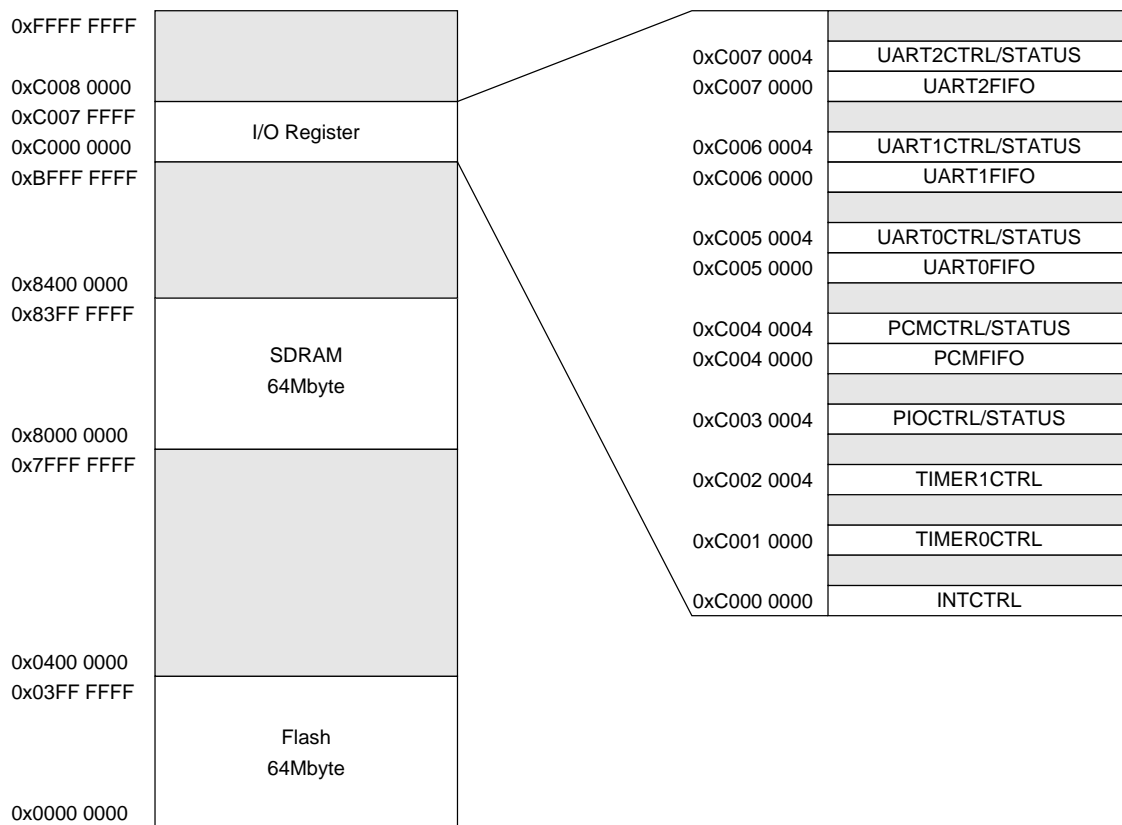 0xFFFF FFFF
0xC008 0000
0xC007 FFFF
I/O Register
0xC000 0000
0xBFFF FFFF
0x8400 0000
0x83FF FFFF
SDRAM
64Mbyte
0x8000 0000
0x7FFF FFFF
0x0400 0000
0x03FF FFFF
Flash
64Mbyte
0x0000 0000
0xC007 0004 UART2CTRL/STATUS
0xC007 0000 UART2FIFO
0xC006 0004 UART1CTRL/STATUS
0xC006 0000 UART1FIFO
0xC005 0004 UART0CTRL/STATUS
0xC005 0000 UART0FIFO
0xC004 0004 PCMCTRL/STATUS
0xC004 0000 PCMFIFO
0xC003 0004 PIOCTRL/STATUS
0xC002 0004 TIMER1CTRL
0xC001 0000 TIMER0CTRL
0xC000 0000 INTCTRL